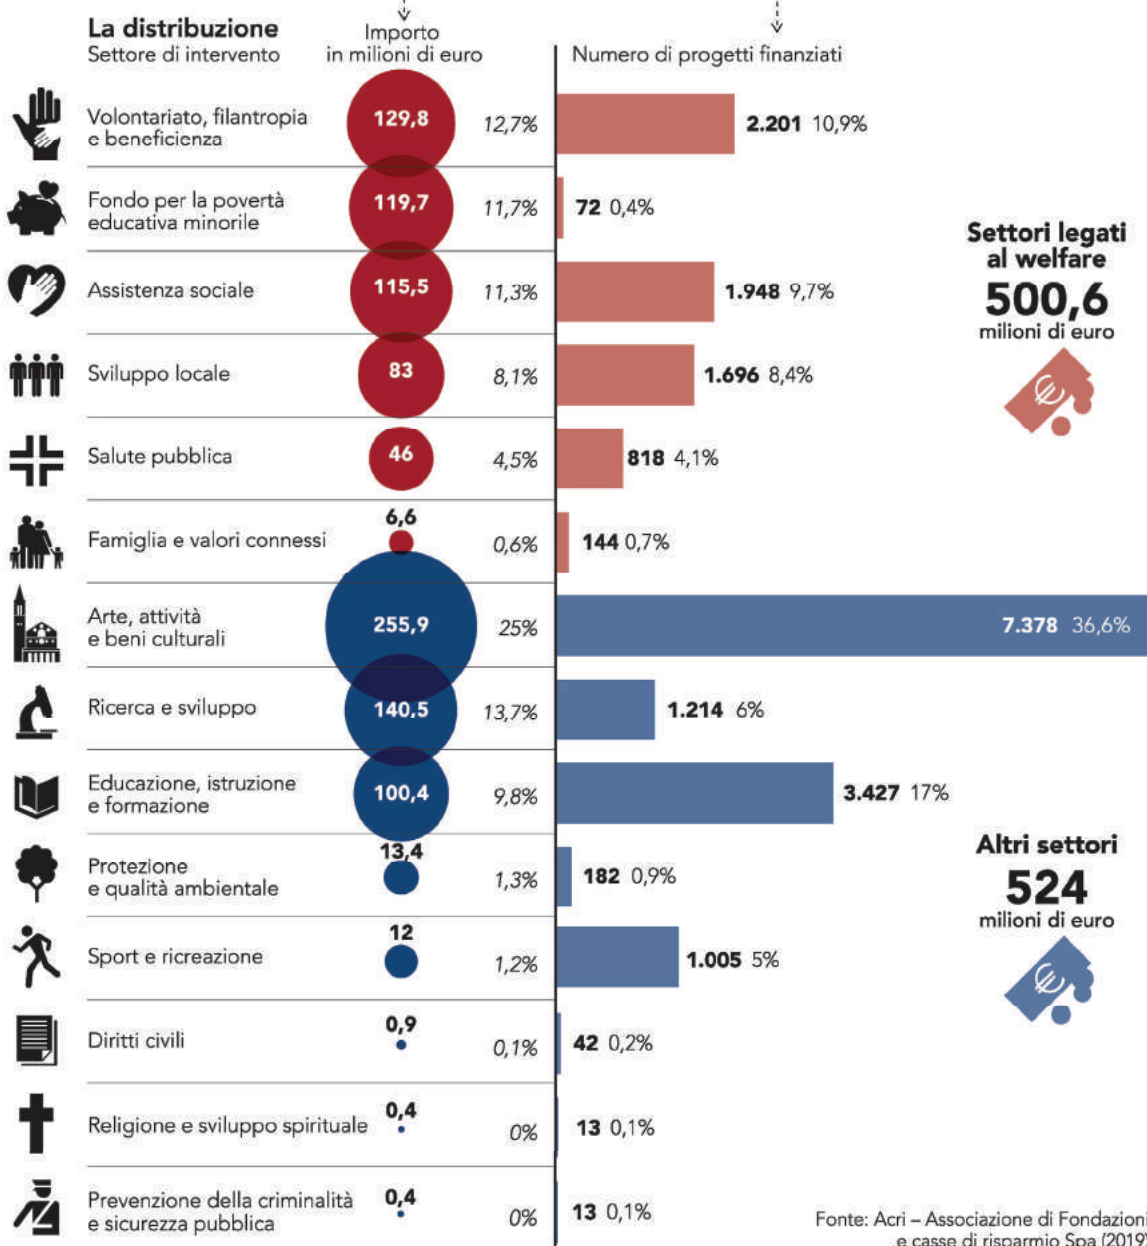 La distribuzione
Settore di intervento
Importo
in milioni di euro
Numero di progetti finanziati
Volontariato, filantropia
e beneficienza
129,8
12,7%
2.201 10,9%
Fondo per la povertà
educativa minorile
119,7
11,7%
72 0,4%
Assistenza sociale
115,5
11,3%
1.948 9,7%
Sviluppo locale
83
8,1%
1.696 8,4%
Salute pubblica
46
4,5%
818 4,1%
Famiglia e valori connessi
6,6
0,6%
144 0,7%
Settori legati
al welfare
500,6
milioni di euro
Arte, attività
e beni culturali
255,9
25%
7.378 36,6%
Ricerca e sviluppo
140,5
13,7%
1.214 6%
Educazione, istruzione
e formazione
100,4
9,8%
3.427 17%
Protezione
e qualità ambientale
13,4
1,3%
182 0,9%
Sport e ricreazione
12
1,2%
1.005 5%
Diritti civili
0,9
0,1%
42 0,2%
Religione e sviluppo spirituale
0,4
0%
13 0,1%
Prevenzione della criminalità
e sicurezza pubblica
0,4
0%
13 0,1%
Altri settori
524
milioni di euro
Fonte: Acri – Associazione di Fondazioni
e casse di risparmio Spa (2019)